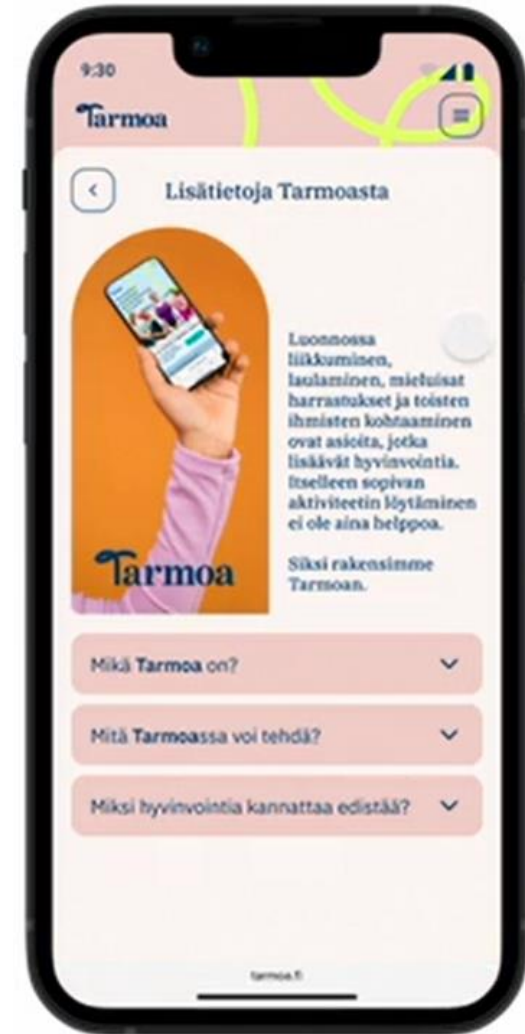 9:30
Tarmoa
Lisätietoja Tarmoasta
Luonnossa
liikkuminen,
laulaminen, mieluisat
harrastukset ja toisten
ihmisten kohtaaminen
ovat asioita, jotka
lisäävät hyvinvointia.
Itselleen sopivan
aktiviteetin löytäminen
ei ole aina helppoa.
Siksi rakensimme
Tarmoan.
Tarmoa
Mikä Tarmoa on?
Mitä Tarmoassa voi tehdä?
Miksi hyvinvointia kannattaa edistää?
tarmoa.fi